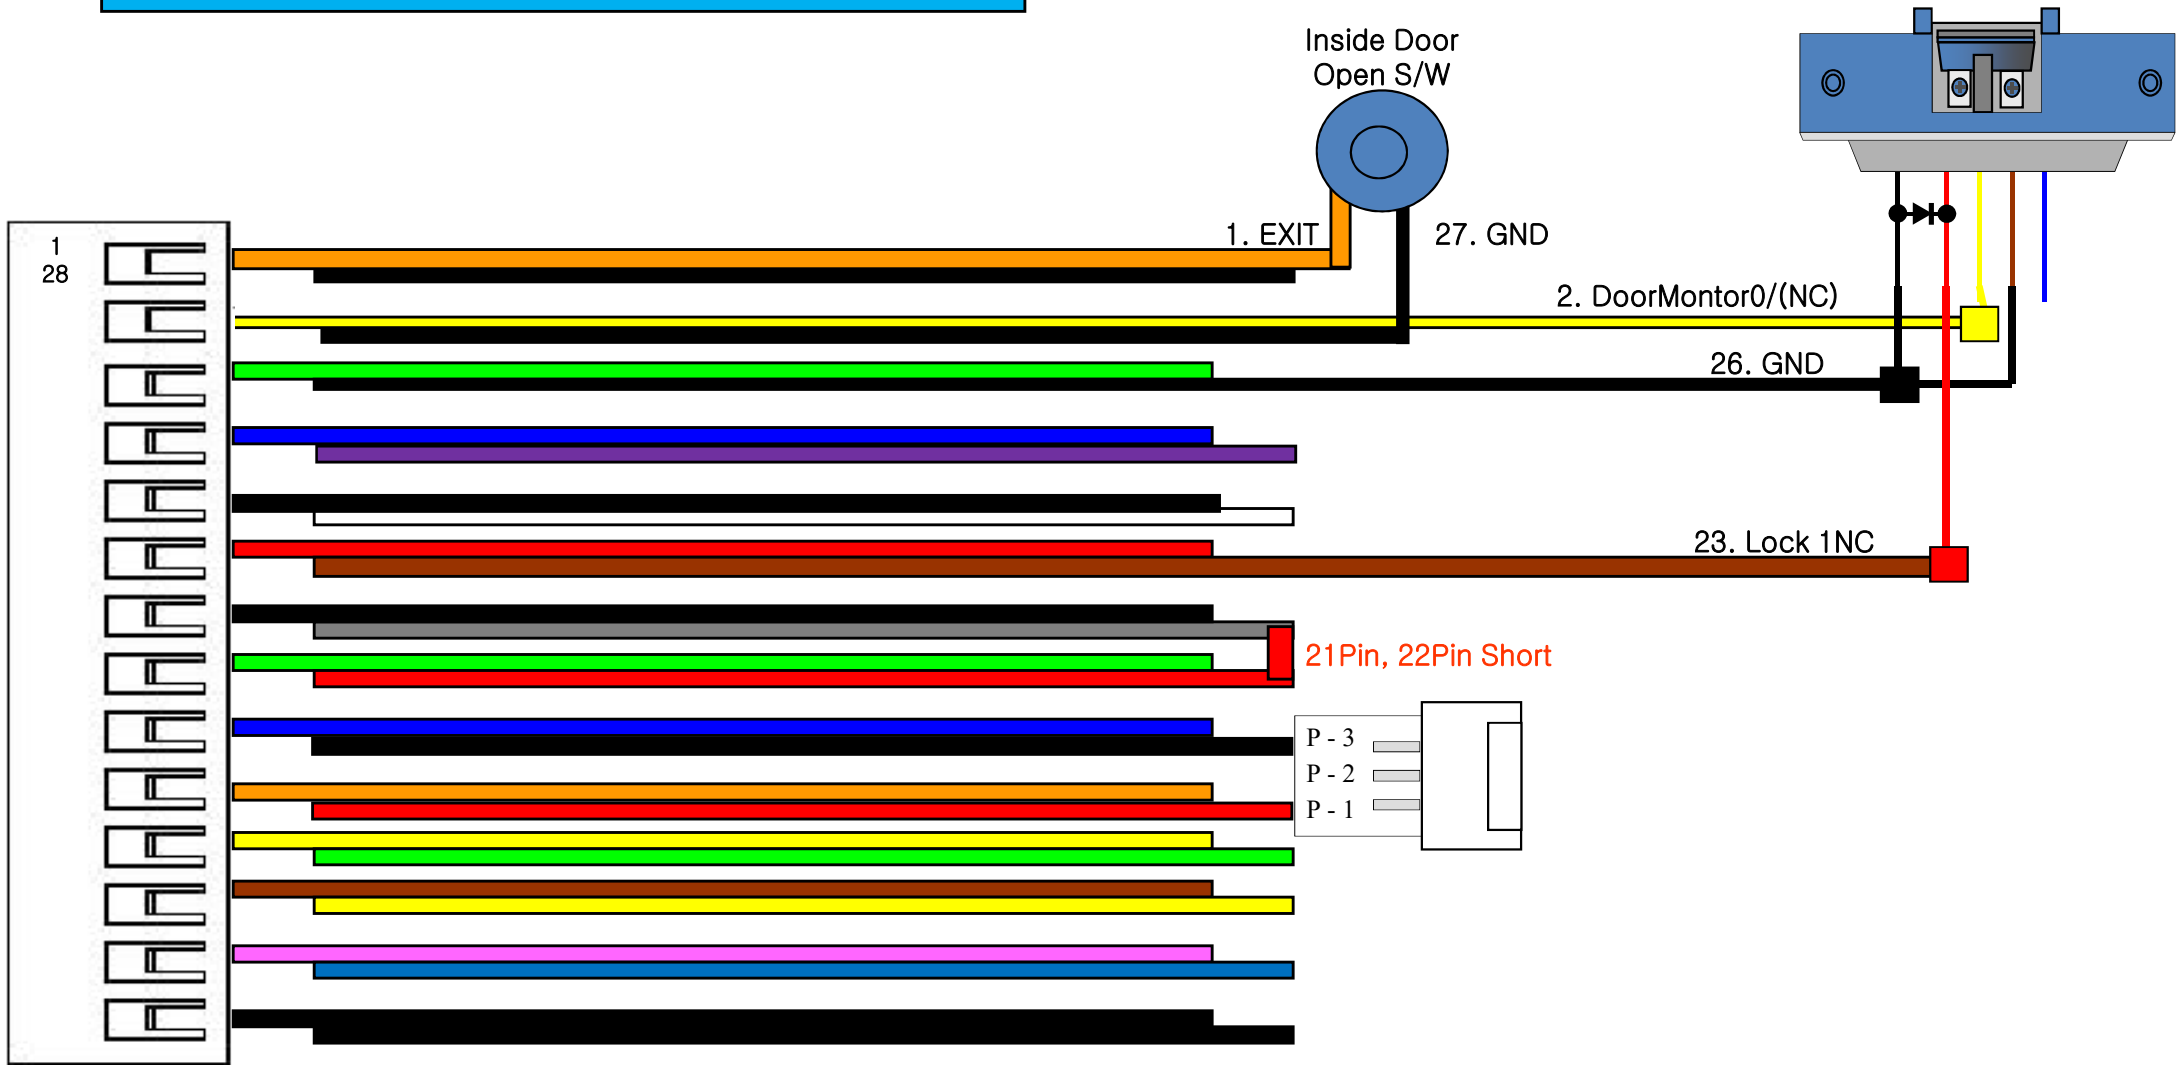 Inside Door
Open S/W
1. EXIT
27. GND
1
28
2. DoorMontor0/(NC)
26. GND
23. Lock 1NC
21Pin, 22Pin Short
P - 3
P - 2
P - 1